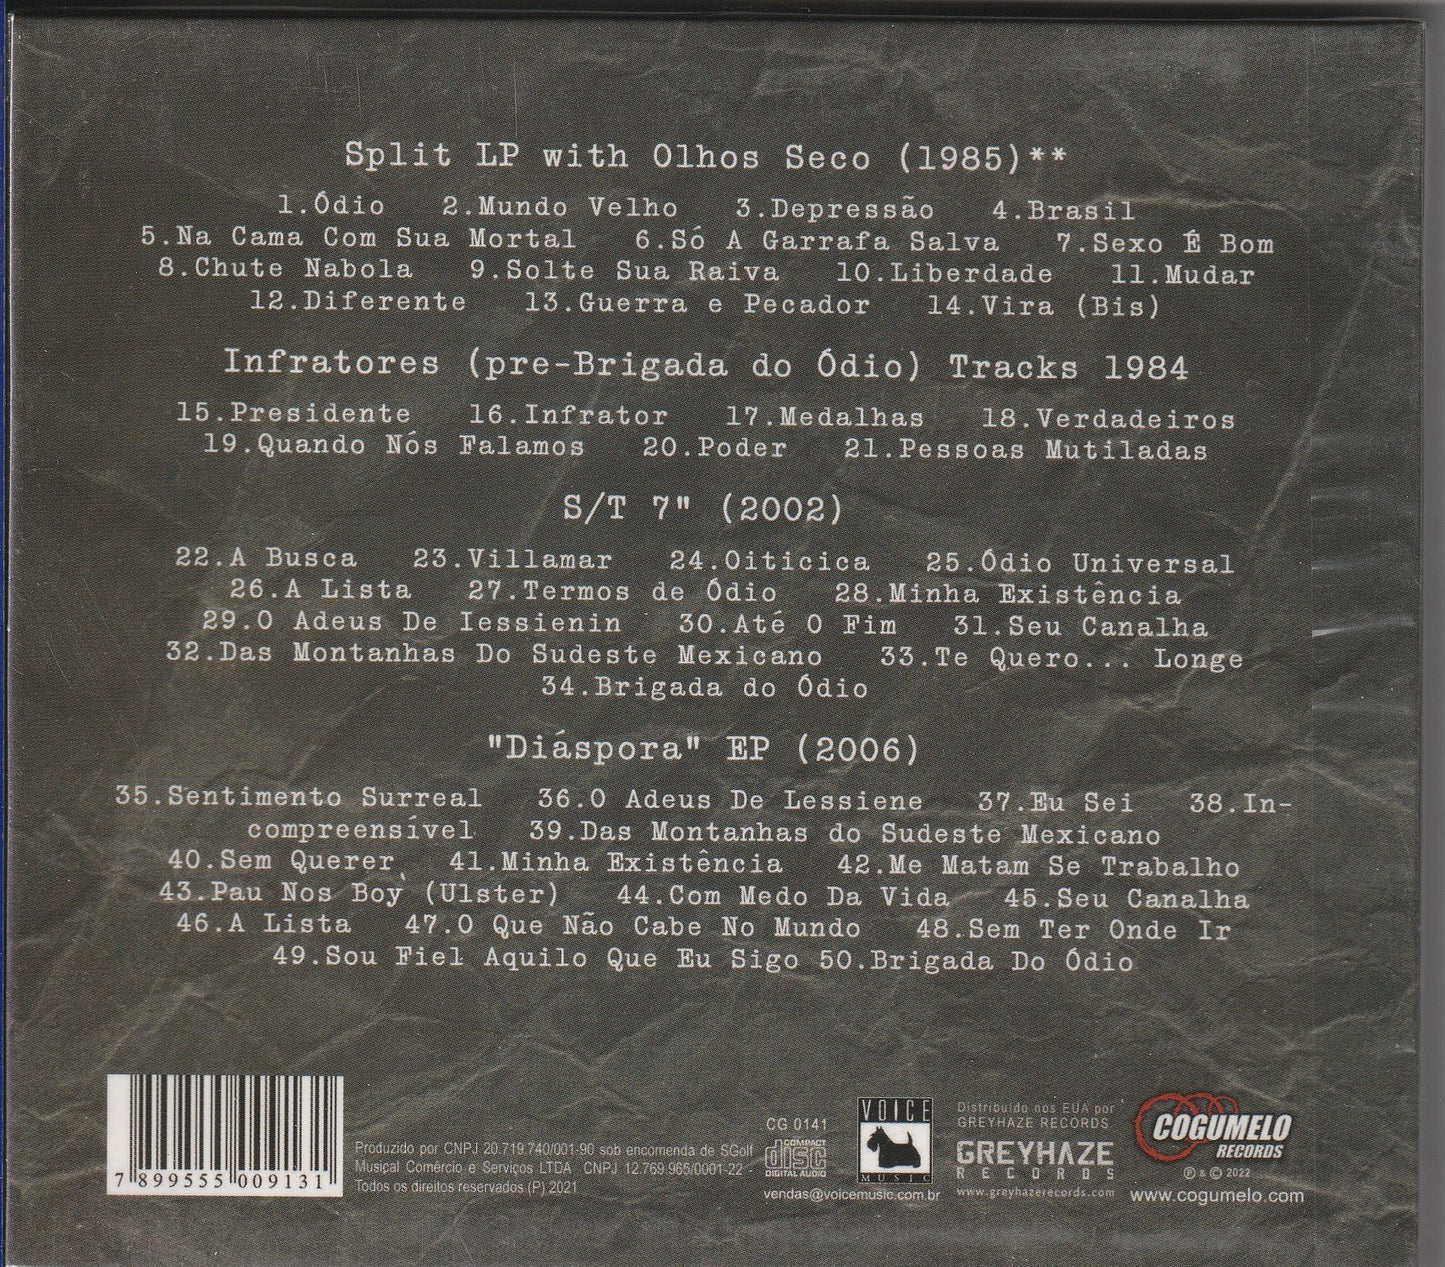 Split LP with Olhos Seco (1985)**
1.Ódio 2.Mundo Velho 3.Depressão 4.Brasil
5.Na Cama Com Sua Mortal 6.Só A Garrafa Salva 7.Sexo É Bom
8.Chute Nabola 9.Solte Sua Raiva 10.Liberdade 11.Mudar
12.Diferente 13.Guerra e Pecador 14.Vira (Bis)
Infratores (pre-Brigada do Ódio) Tracks 1984
15.Presidente 16.Infrator 17.Medalhas 18.Verdadeiros
19.Quando Nós Falamos 20.Poder 21.Pessoas Mutiladas
S/T 7" (2002)
22.A Busca 23.Villamar 24.Oiticica 25.Ódio Universal
26.A Lista 27.Termos de Ódio 28.Minha Existência
29.O Adeus De Iessienin 30.Até O Fim 31.Seu Canalha
32.Das Montanhas Do Sudeste Mexicano 33.Te Quero... Longe
34.Brigada do Ódio
"Diáspora" EP (2006)
35.Sentimento Surreal 36.O Adeus De Lessiene 37.Eu Sei 38.In-
compreensível 39.Das Montanhas do Sudeste Mexicano
40.Sem Querer 41.Minha Existência 42.Me Matam Se Trabalho
43.Pau Nos Boy (Ulster) 44.Com Medo Da Vida 45.Seu Canalha
46.A Lista 47.O Que Não Cabe No Mundo 48.Sem Ter Onde Ir
49.Sou Fiel Aquilo Que Eu Sigo 50.Brigada Do Ódio
7 899555 009131
Produzido por CNPJ 20.719.740/001-90 sob encomenda de SGolf
Musical Comércio e Serviços LTDA CNPJ 12.769.965/0001-22 -
Todos os direitos reservados (P) 2021
CG 0141
COMPACT
disc
DIGITAL AUDIO
vendas@voicemusic.com.br
VOICE
MUSIC
Distribuído nos EUA por
GREYHAZE RECORDS
GREYHAZE
RECORDS
www.greyhazerecords.com
COGUMELO
RECORDS
℗ & © 2022
www.cogumelo.com